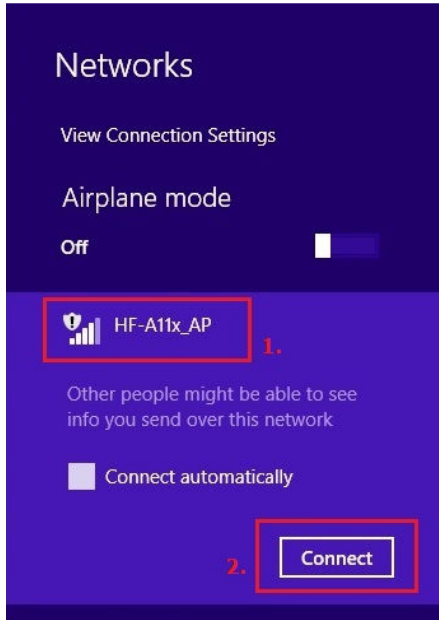 Networks
View Connection Settings
Airplane mode
Off
HF-A11x_AP
1.
Other people might be able to see
info you send over this network
Connect automatically
2.
Connect